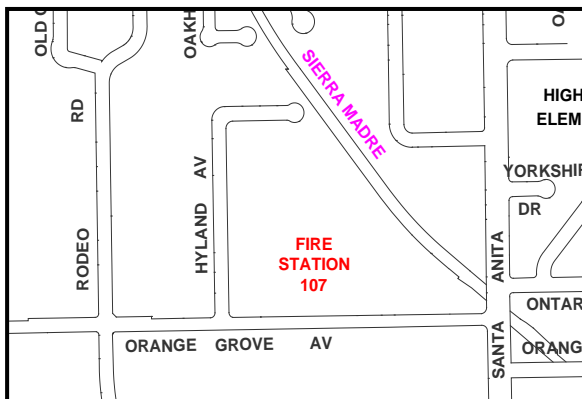 OLD
OAKH
OA
SIERRA MADRE
HIGH
ELEM
RD
HYLAND AV
YORKSHIR
DR
RODEO
FIRE
STATION
107
SANTA ANITA
ONTAR
ORANGE GROVE AV
ORANG